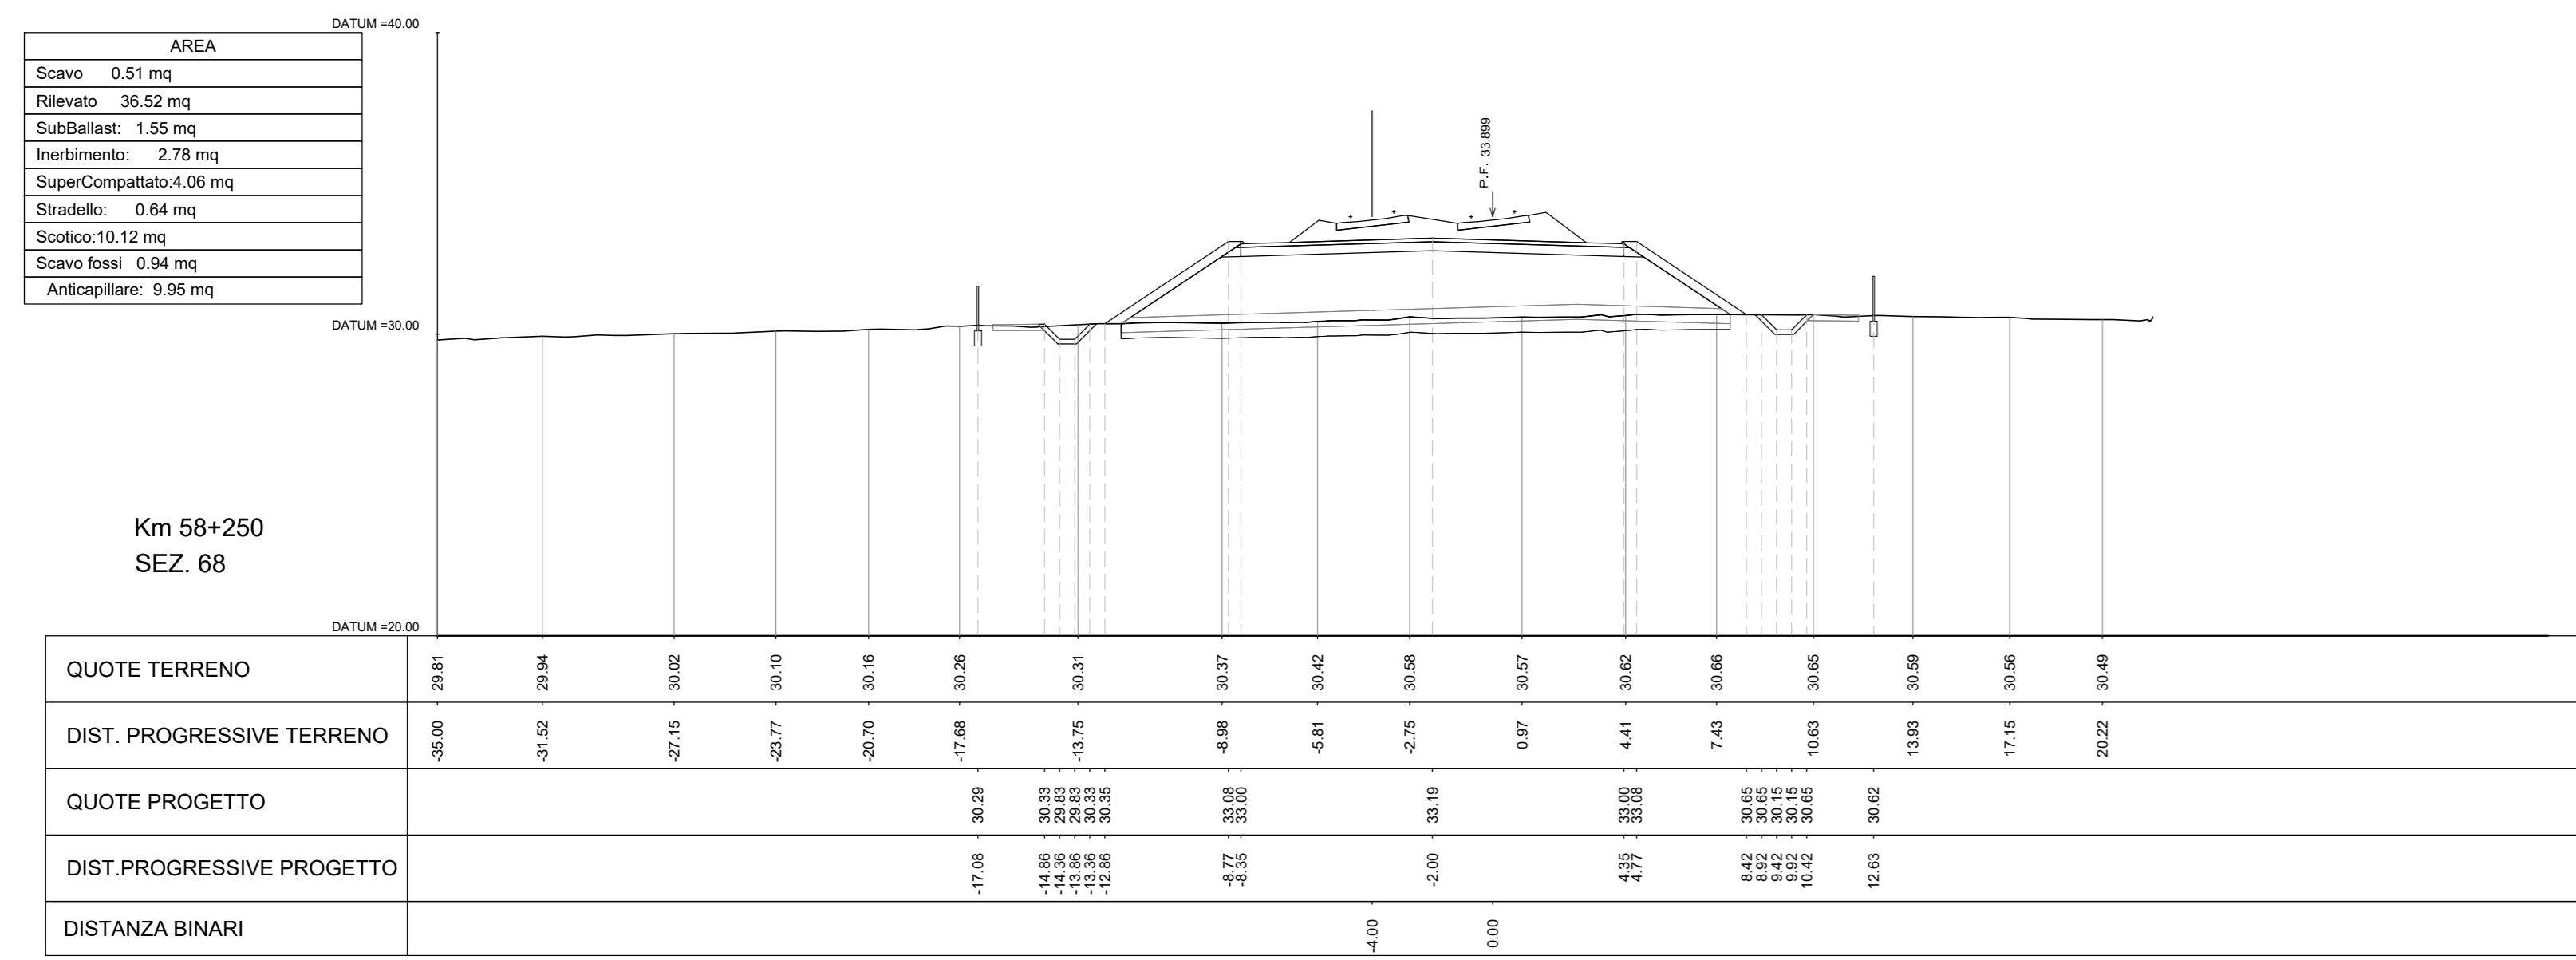 DATUM =40.00
AREA
Scavo 0.51 mq
Rilevato 36.52 mq
SubBallast: 1.55 mq
Inerbimento: 2.78 mq
SuperCompattato:4.06 mq
Stradello: 0.64 mq
Scotico:10.12 mq
Scavo fossi 0.94 mq
Anticapillare: 9.95 mq
P.F. 33.899
DATUM =30.00
Km 58+250
SEZ. 68
DATUM =20.00
QUOTE TERRENO 29.81 29.94 30.02 30.10 30.16 30.26 30.31 30.37 30.42 30.58 30.57 30.62 30.66 30.65 30.59 30.56 30.49
DIST. PROGRESSIVE TERRENO -35.00 -31.52 -27.15 -23.77 -20.70 -17.68 -13.75 -8.98 -5.81 -2.75 0.97 4.41 7.43 10.63 13.93 17.15 20.22
QUOTE PROGETTO 30.29 30.33 29.83 29.83 30.33 30.35 33.08 33.00 33.19 33.00 33.08 30.65 30.65 30.15 30.15 30.65 30.62
DIST.PROGRESSIVE PROGETTO -17.08 -14.86 -14.36 -13.86 -13.36 -12.86 -8.77 -8.35 -2.00 4.35 4.77 8.42 8.92 9.42 9.92 10.42 12.63
DISTANZA BINARI -4.00 0.00